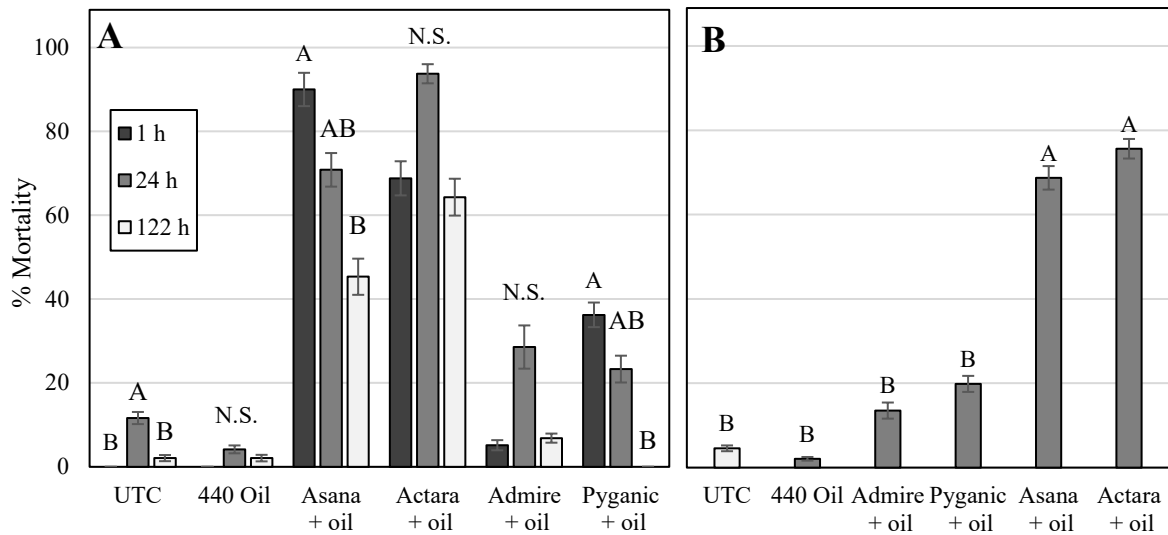 A
B
% Mortality
100
80
60
40
20
0
1 h
24 h
122 h
B
A
B
N.S.
A
AB
B
N.S.
N.S.
A
AB
B
UTC
440 Oil
Asana
+ oil
Actara
+ oil
Admire
+ oil
Pyganic
+ oil
B
B
B
B
A
A
UTC
440 Oil
Admire
+ oil
Pyganic
+ oil
Asana
+ oil
Actara
+ oil